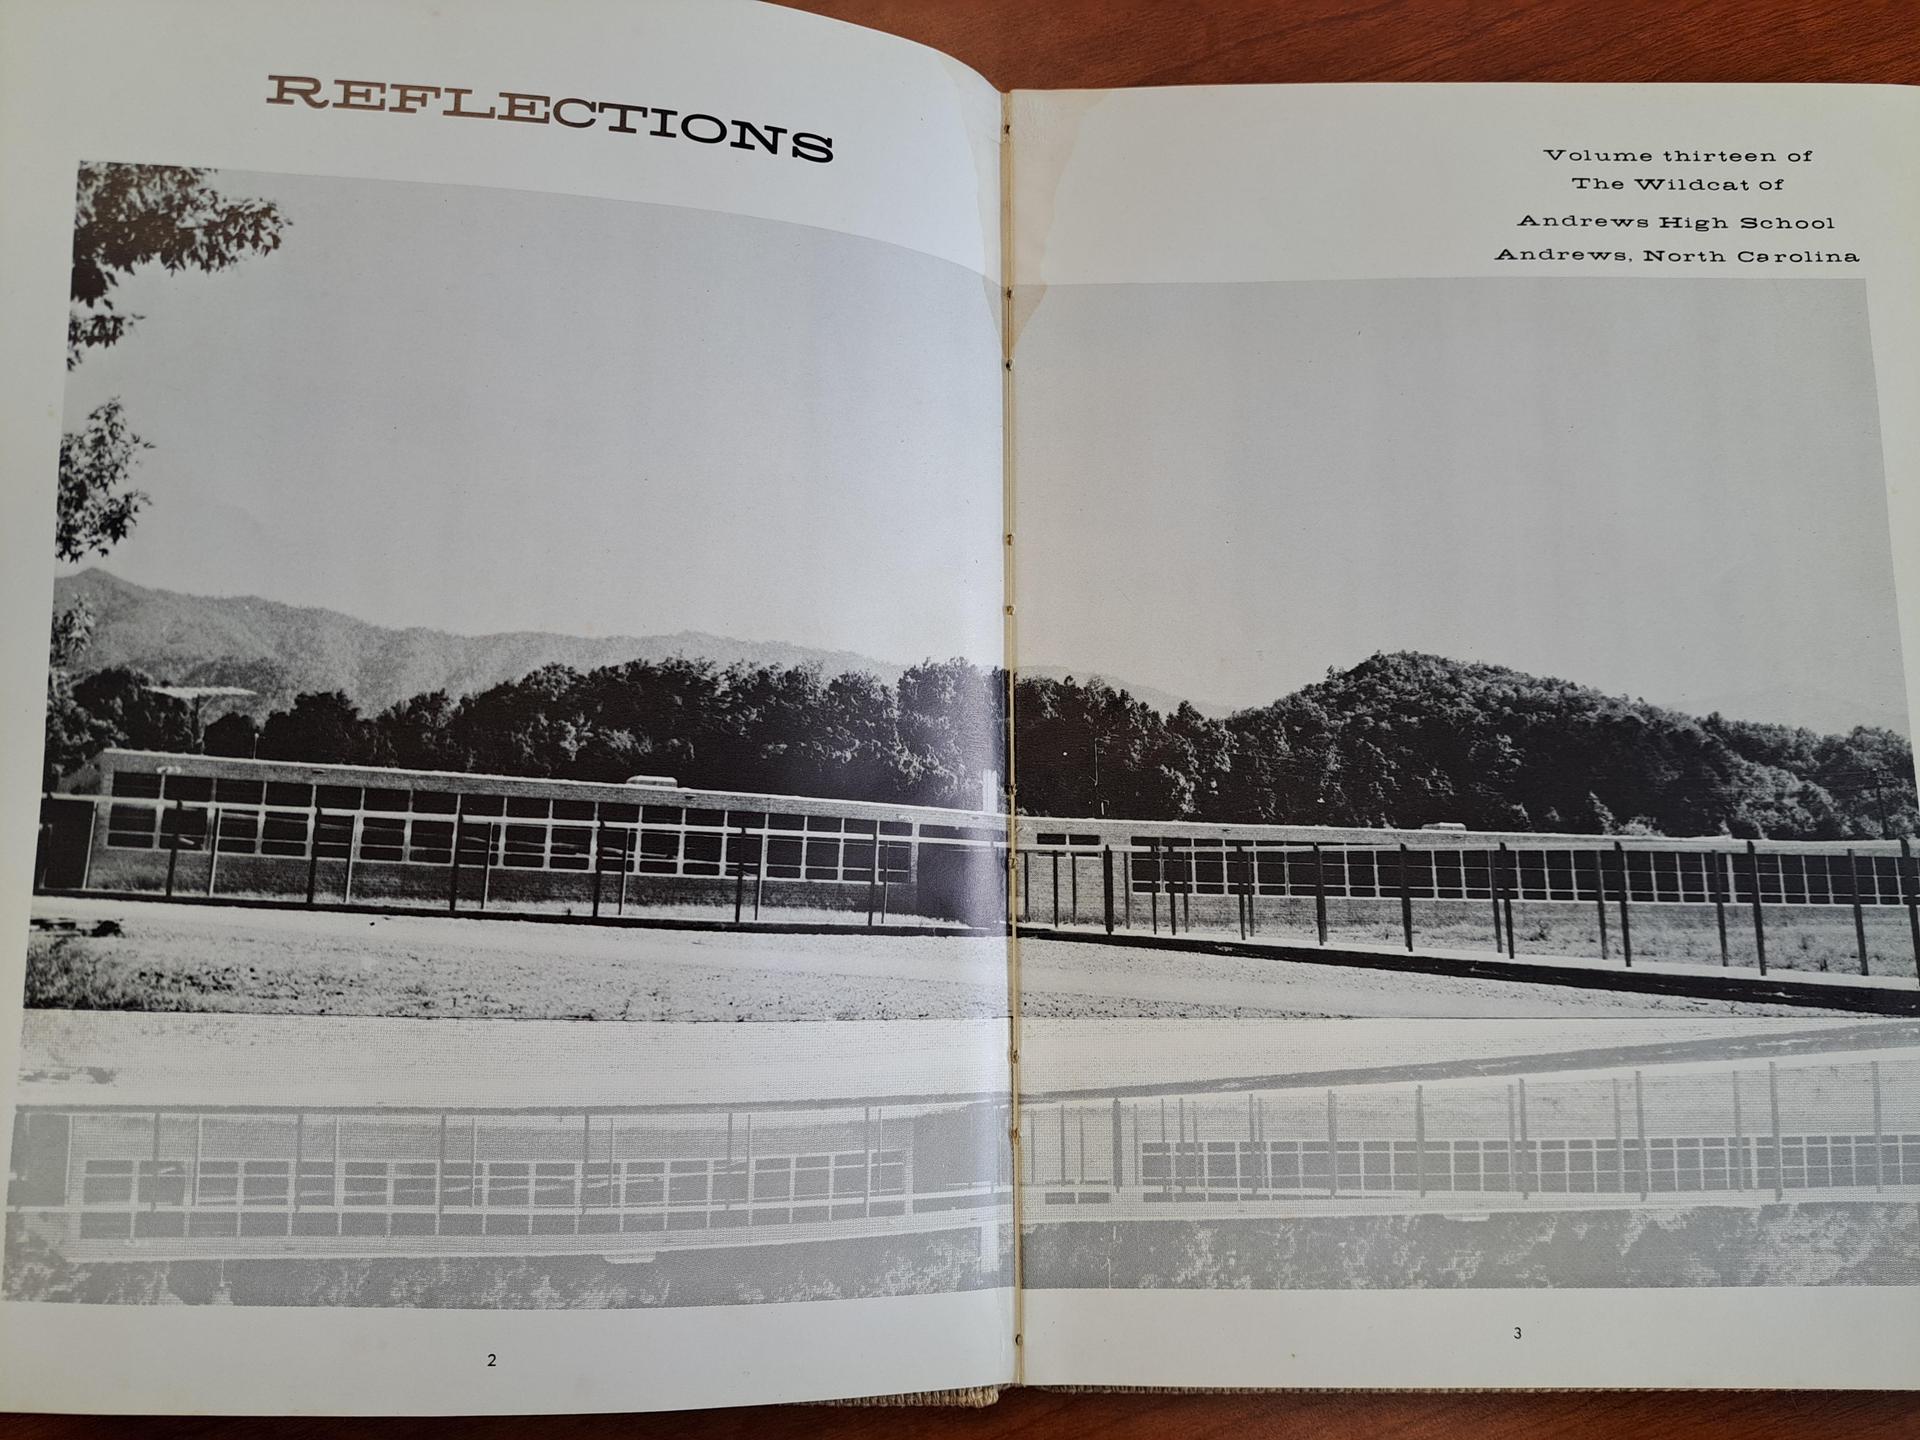 REFLECTIONS
Volume thirteen of
The Wildcat of
Andrews High School
Andrews, North Carolina
2
3